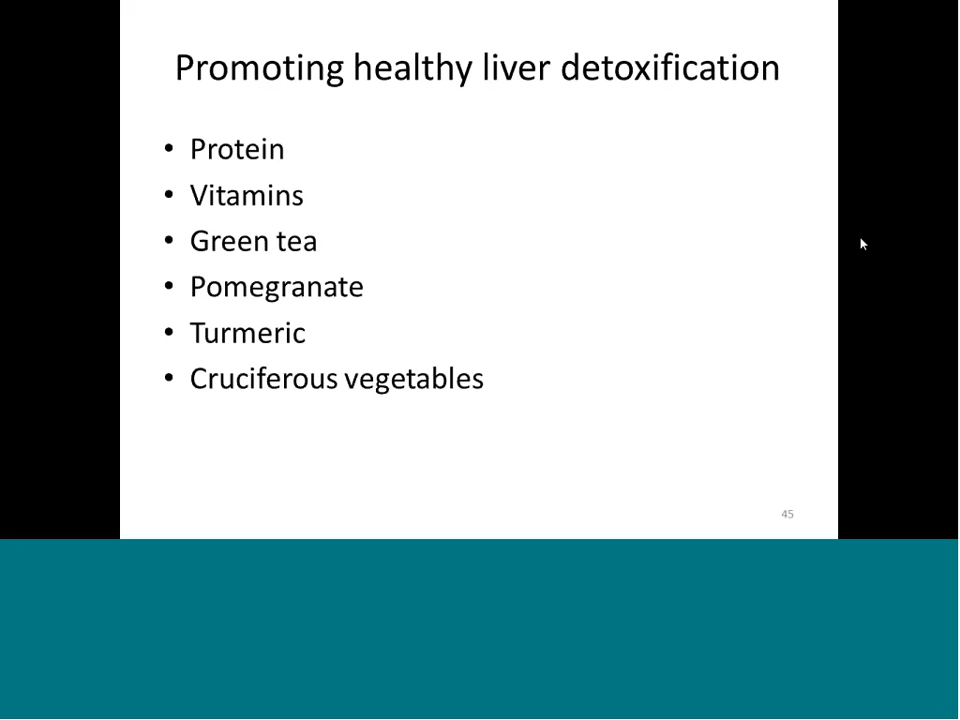 Promoting healthy liver detoxification
• Protein
• Vitamins
• Green tea
• Pomegranate
• Turmeric
• Cruciferous vegetables
45